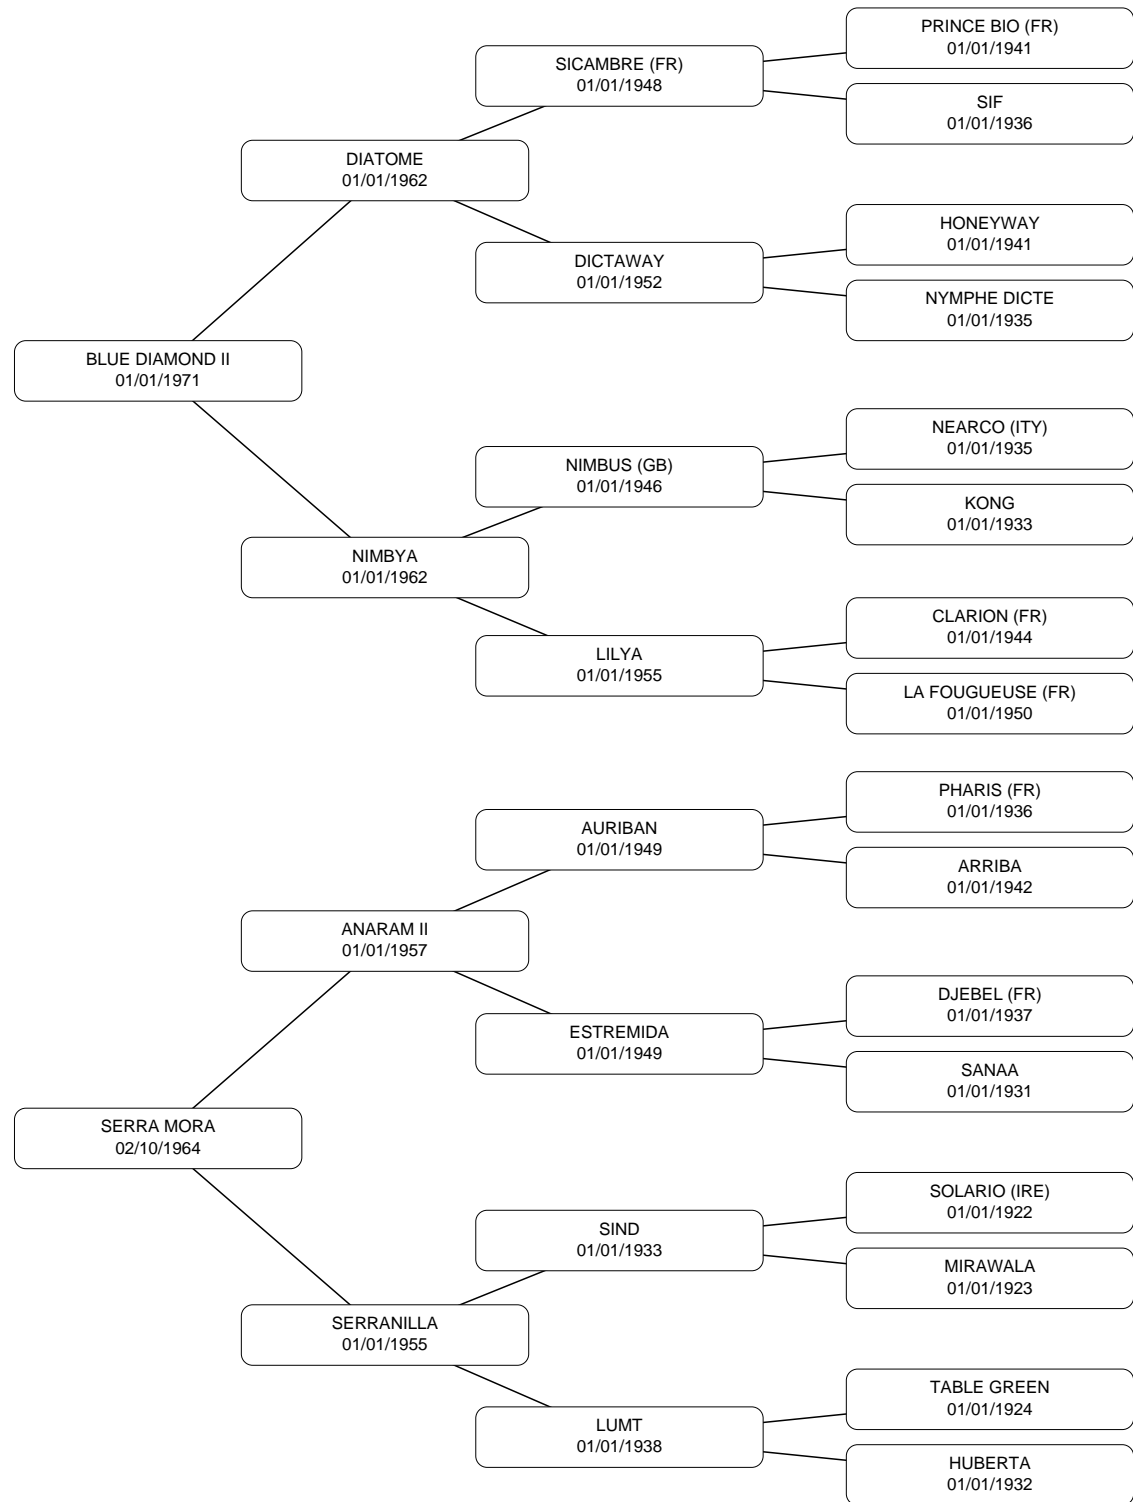 PRINCE BIO (FR)
01/01/1941
SICAMBRE (FR)
01/01/1948
SIF
01/01/1936
DIATOME
01/01/1962
HONEYWAY
01/01/1941
DICTAWAY
01/01/1952
NYMPHE DICTE
01/01/1935
BLUE DIAMOND II
01/01/1971
NEARCO (ITY)
01/01/1935
NIMBUS (GB)
01/01/1946
KONG
01/01/1933
NIMBYA
01/01/1962
CLARION (FR)
01/01/1944
LILYA
01/01/1955
LA FOUGUEUSE (FR)
01/01/1950
PHARIS (FR)
01/01/1936
AURIBAN
01/01/1949
ARRIBA
01/01/1942
ANARAM II
01/01/1957
DJEBEL (FR)
01/01/1937
ESTREMIDA
01/01/1949
SANAA
01/01/1931
SERRA MORA
02/10/1964
SOLARIO (IRE)
01/01/1922
SIND
01/01/1933
MIRAWALA
01/01/1923
SERRANILLA
01/01/1955
TABLE GREEN
01/01/1924
LUMT
01/01/1938
HUBERTA
01/01/1932